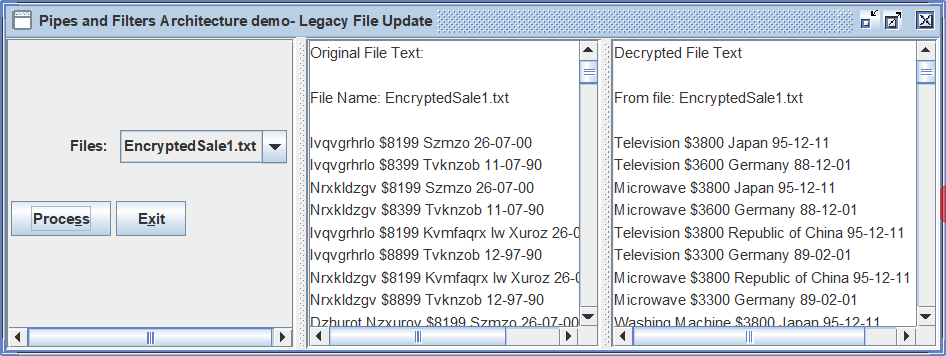 Pipes and Filters Architecture demo- Legacy File Update
Files:
EncryptedSale1.txt
Process
Exit
Original File Text:
File Name: EncryptedSale1.txt
Ivqvgrhrlo $8199 Szmzo 26-07-00
Ivqvgrhrlo $8399 Tvknzob 11-07-90
Nrxkldzgv $8199 Szmzo 26-07-00
Nrxkldzgv $8399 Tvknzob 11-07-90
Ivqvgrhrlo $8199 Kvmfaqrx lw Xuroz 26-0
Ivqvgrhrlo $8899 Tvknzob 12-97-90
Nrxkldzgv $8199 Kvmfaqrx lw Xuroz 26-0
Nrxkldzgv $8899 Tvknzob 12-97-90
Dzhurot Nzxurov $8199 Szmzo 26-07-00
Decrypted File Text
From file: EncryptedSale1.txt
Television $3800 Japan 95-12-11
Television $3600 Germany 88-12-01
Microwave $3800 Japan 95-12-11
Microwave $3600 Germany 88-12-01
Television $3800 Republic of China 95-12-11
Television $3300 Germany 89-02-01
Microwave $3800 Republic of China 95-12-11
Microwave $3300 Germany 89-02-01
Washing Machine $3800 Japan 95-12-11